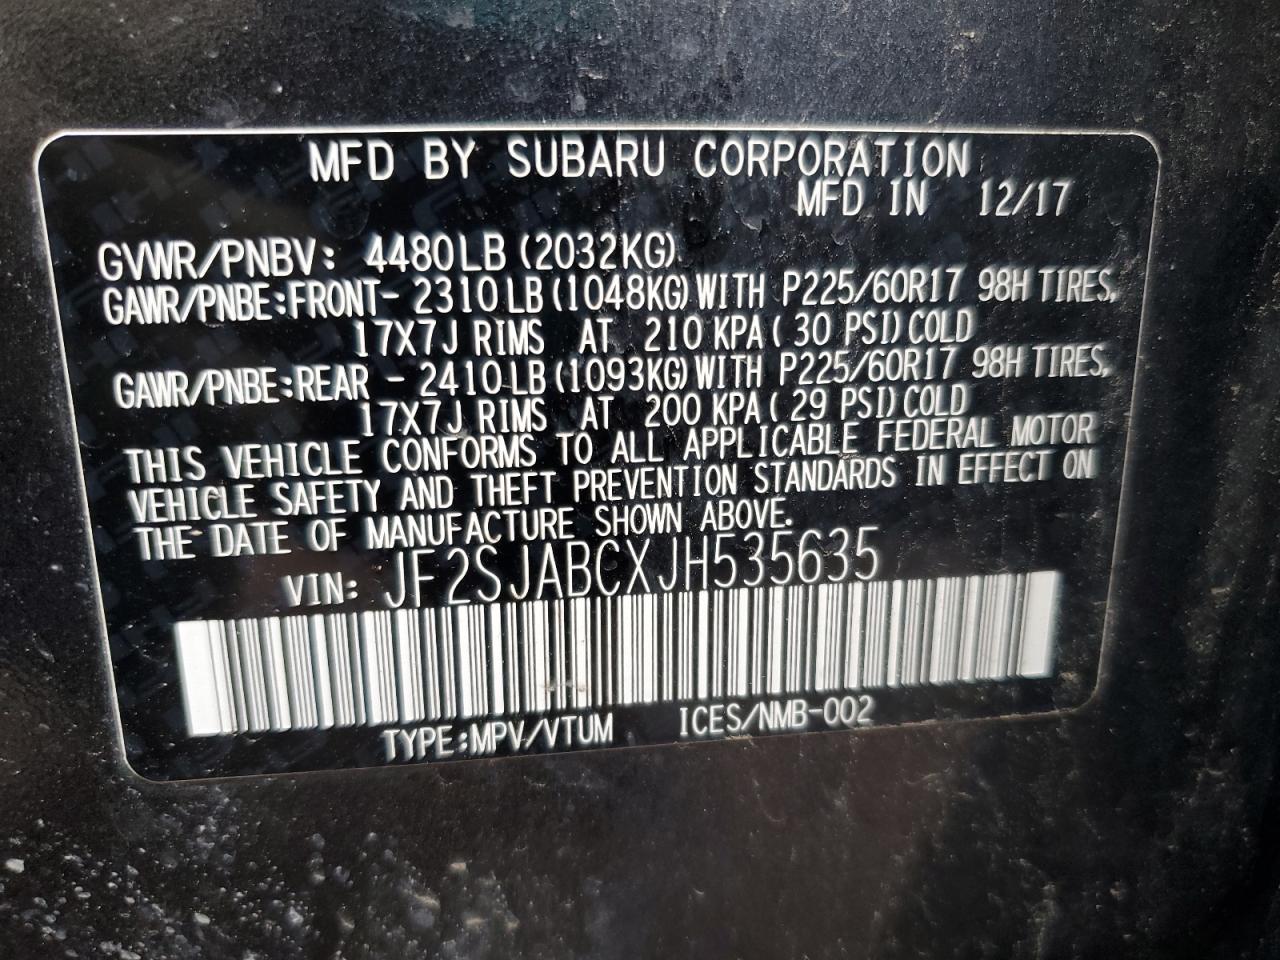 MFD BY SUBARU CORPORATION
MFD IN 12/17
GVWR/PNBV: 4480LB (2032KG)
GAWR/PNBE:FRONT- 2310LB(1048KG)WITH P225/60R17 98H TIRES,
17X7J RIMS AT 210 KPA( 30 PSI)COLD
GAWR/PNBE:REAR - 2410LB(1093KG)WITH P225/60R17 98H TIRES,
17X7J RIMS AT 200 KPA( 29 PSI)COLD
THIS VEHICLE CONFORMS TO ALL APPLICABLE FEDERAL MOTOR
VEHICLE SAFETY AND THEFT PREVENTION STANDARDS IN EFFECT ON
THE DATE OF MANUFACTURE SHOWN ABOVE.
VIN: JF2SJABCXJH535635
TYPE:MPV/VTUM ICES/NMB-002